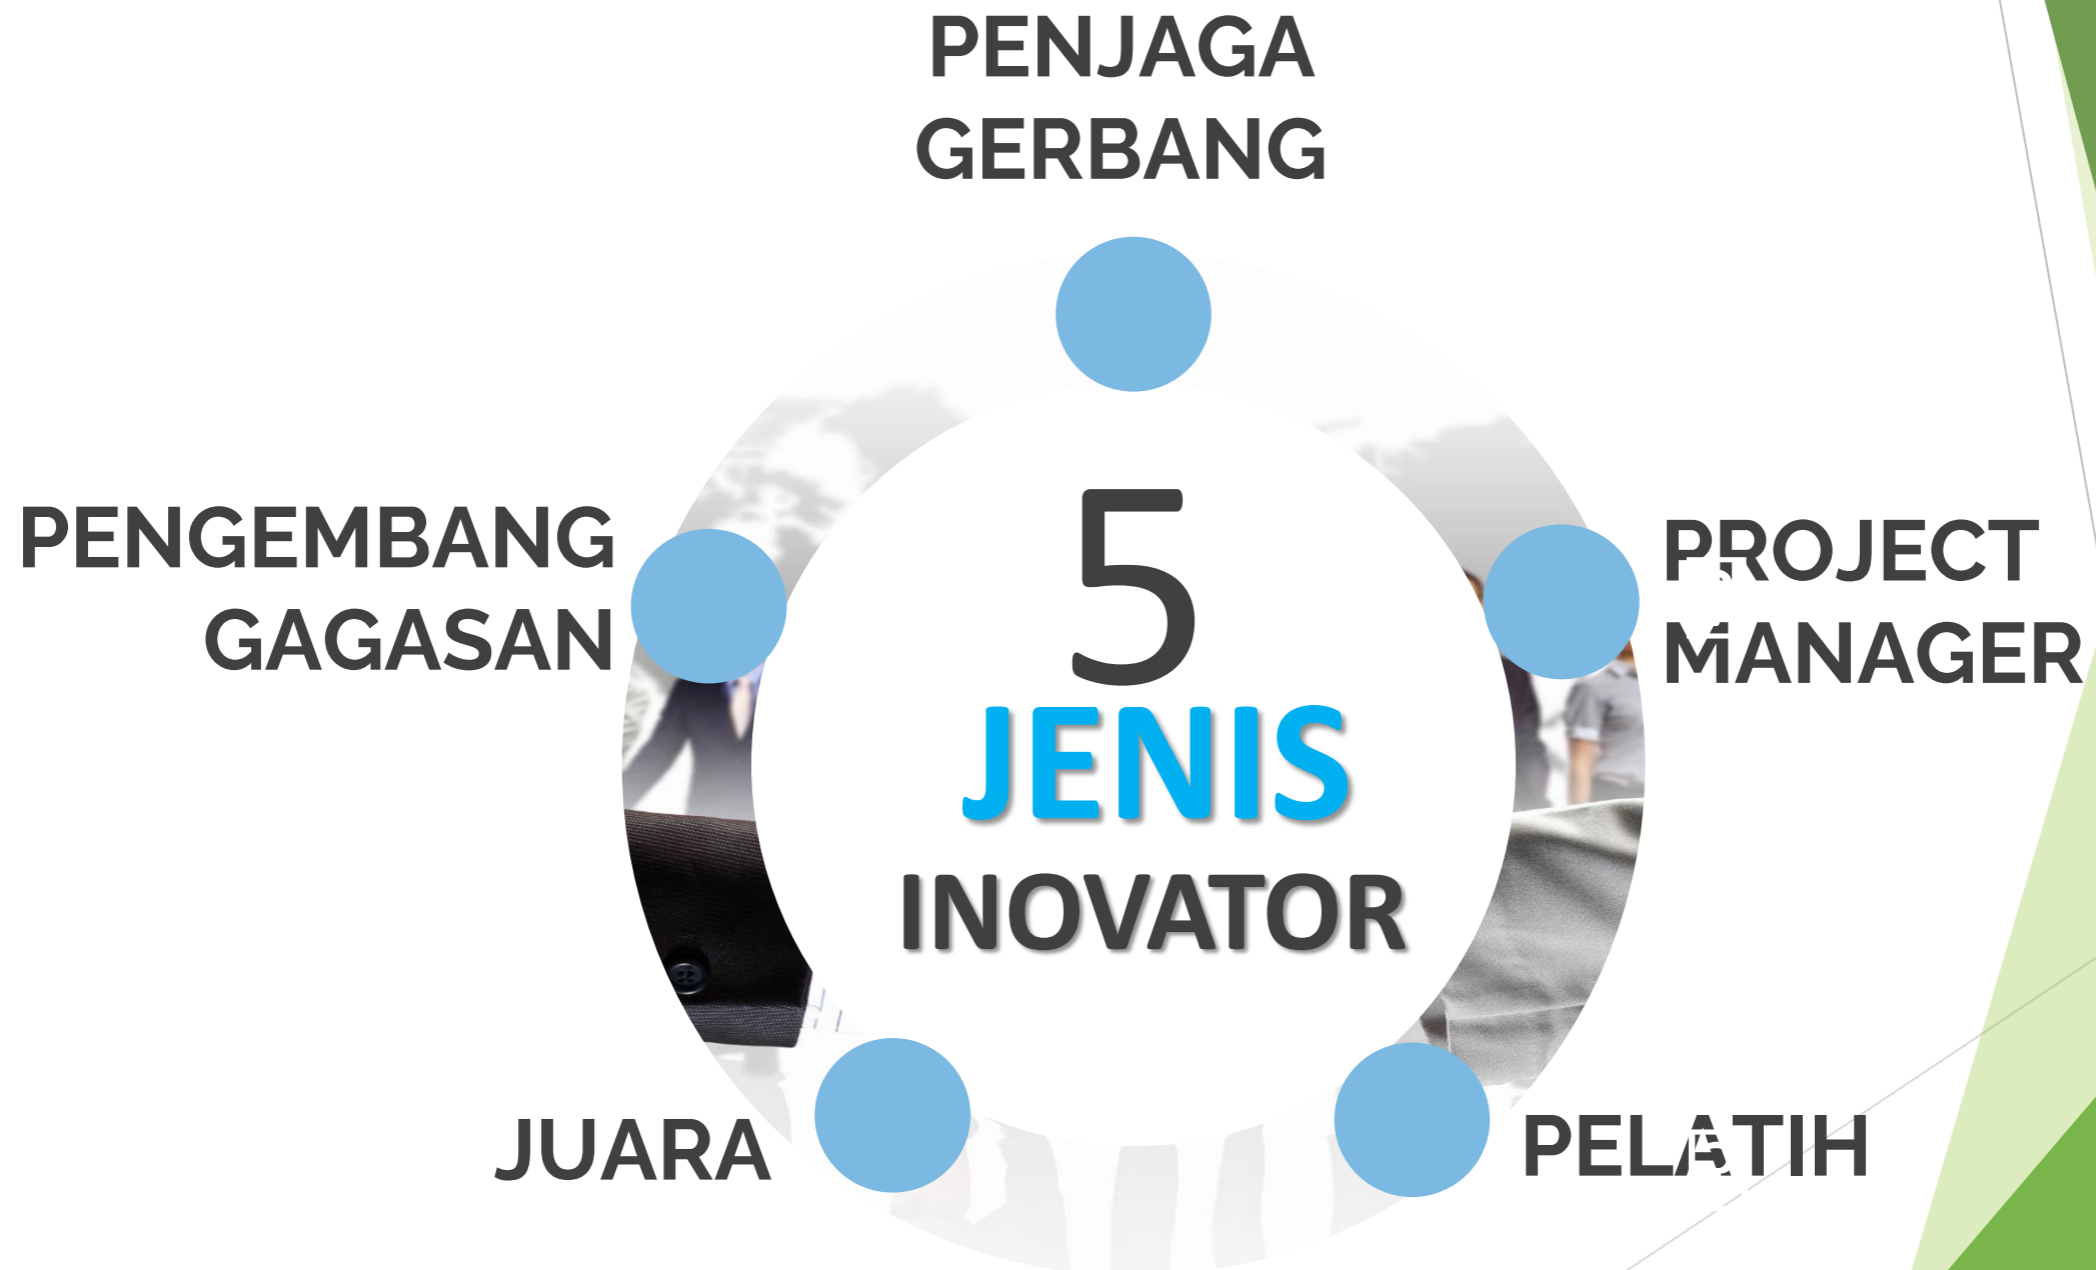 PENJAGA
GERBANG
PENGEMBANG
GAGASAN
5
JENIS
INOVATOR
PROJECT
MANAGER
JUARA
PELATIH